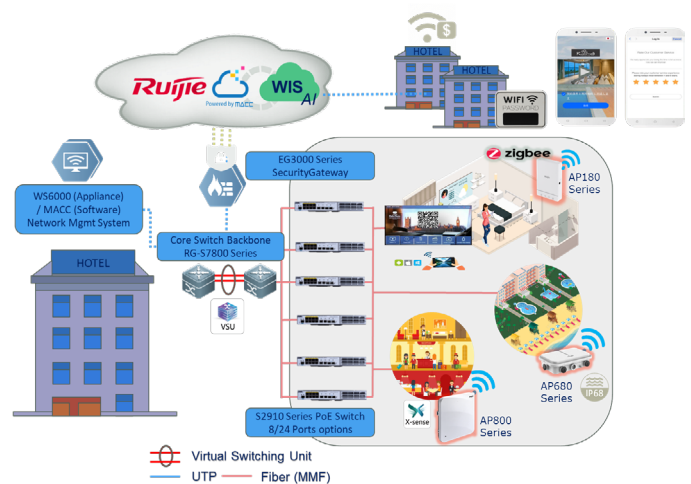 $
HOTEL
HOTEL
Ruijie
Powered by MACC
WIS
AI
WIFI
PASSWORD
EG3000 Series
SecurityGateway
zigbee
AP180
Series
WS6000 (Appliance)
/ MACC (Software)
Network Mgmt System
Core Switch Backbone
RG-S7800 Series
HOTEL
VSU
AP680
Series
IP68
X-sense
AP800
Series
S2910 Series PoE Switch
8/24 Ports options
Virtual Switching Unit
UTP
Fiber (MMF)